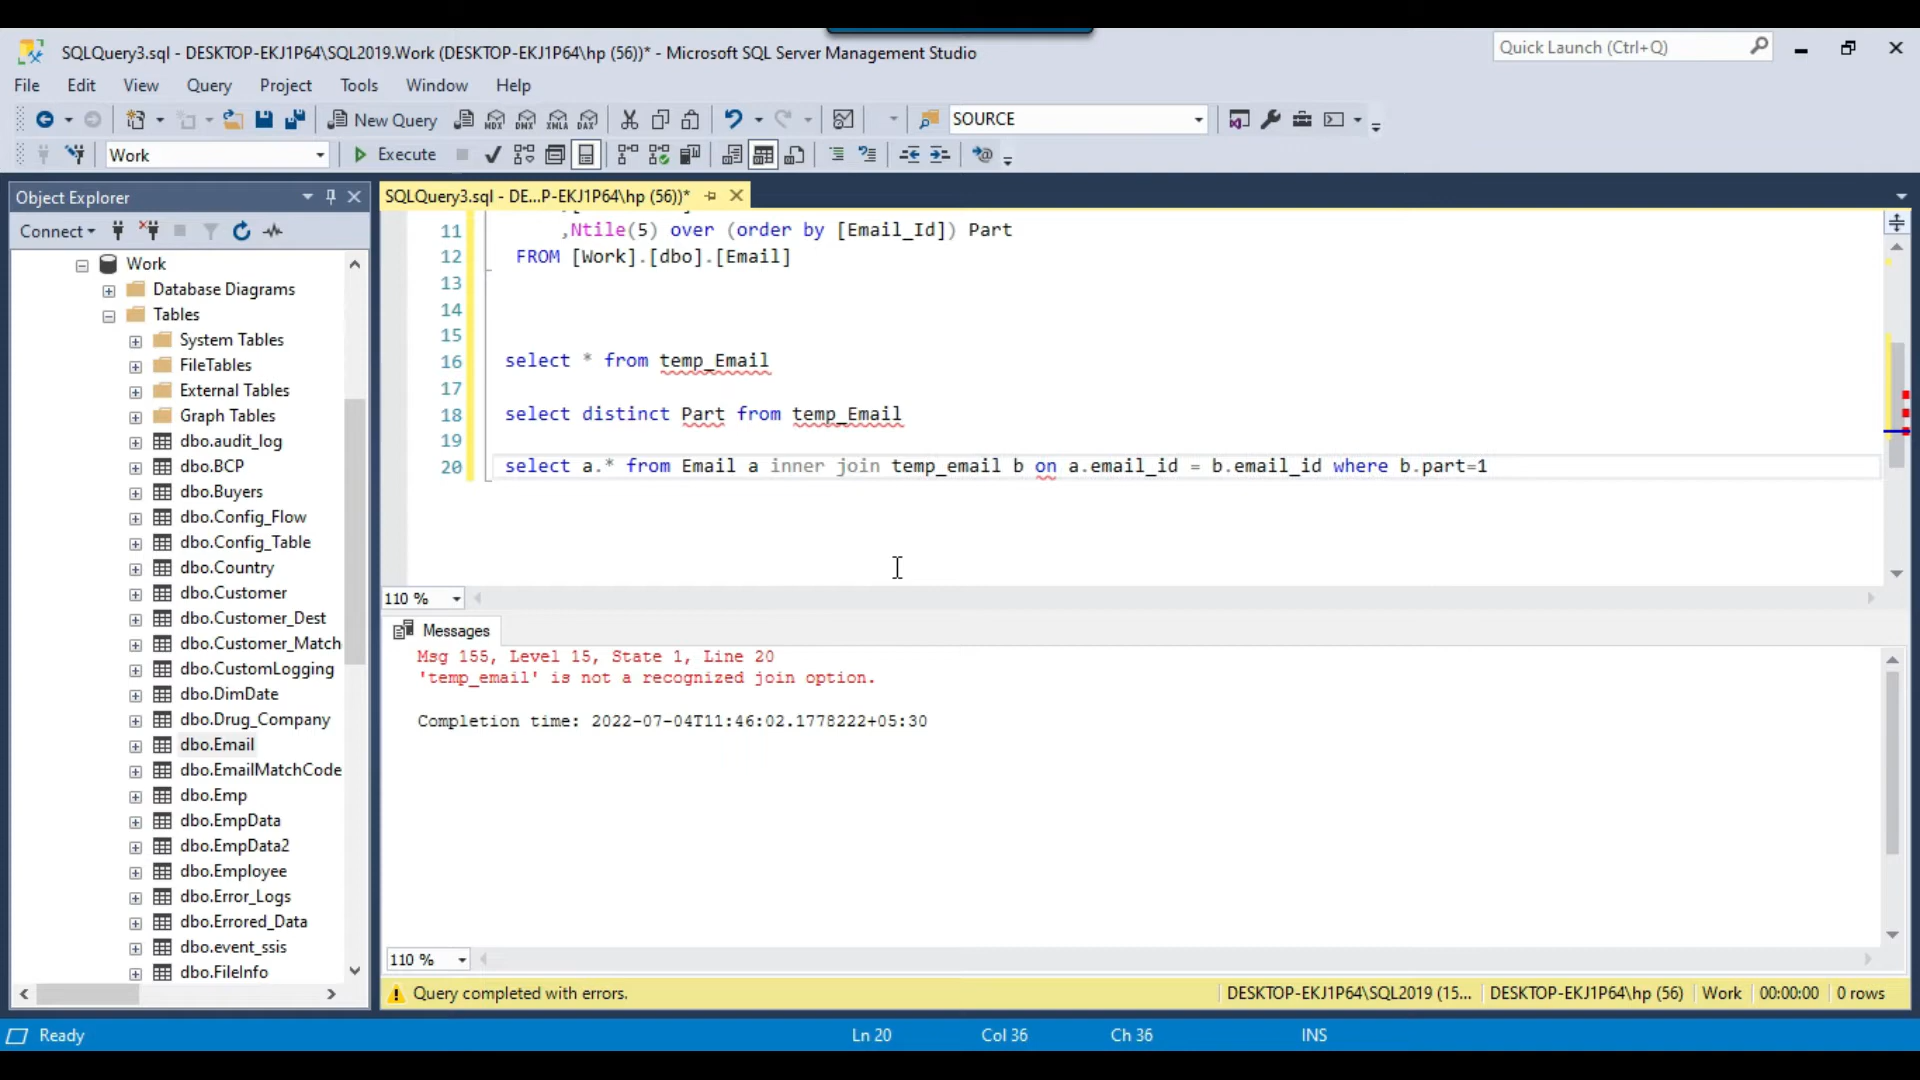 SQLQuery3.sql - DESKTOP-EKJ1P64\SQL2019.Work (DESKTOP-EKJ1P64\hp (56))* - Microsoft SQL Server Management Studio
Quick Launch (Ctrl+Q)
File Edit View Query Project Tools Window Help
New Query MDX DMX XMLA DAX SOURCE
Work Execute
Object Explorer
SQLQuery3.sql - DE...P-EKJ1P64\hp (56))*
Connect
Work
Database Diagrams
Tables
System Tables
FileTables
External Tables
Graph Tables
dbo.audit_log
dbo.BCP
dbo.Buyers
dbo.Config_Flow
dbo.Config_Table
dbo.Country
dbo.Customer
dbo.Customer_Dest
dbo.Customer_Match
dbo.CustomLogging
dbo.DimDate
dbo.Drug_Company
dbo.Email
dbo.EmailMatchCode
dbo.Emp
dbo.EmpData
dbo.EmpData2
dbo.Employee
dbo.Error_Logs
dbo.Errored_Data
dbo.event_ssis
dbo.FileInfo
11 ,Ntile(5) over (order by [Email_Id]) Part
12 FROM [Work].[dbo].[Email]
13
14
15
16 select * from temp_Email
17
18 select distinct Part from temp_Email
19
20 select a.* from Email a inner join temp_email b on a.email_id = b.email_id where b.part=1
110 %
Messages
Msg 155, Level 15, State 1, Line 20
'temp_email' is not a recognized join option.
Completion time: 2022-07-04T11:46:02.1778222+05:30
110 %
Query completed with errors. DESKTOP-EKJ1P64\SQL2019 (15... DESKTOP-EKJ1P64\hp (56) Work 00:00:00 0 rows
Ready Ln 20 Col 36 Ch 36 INS